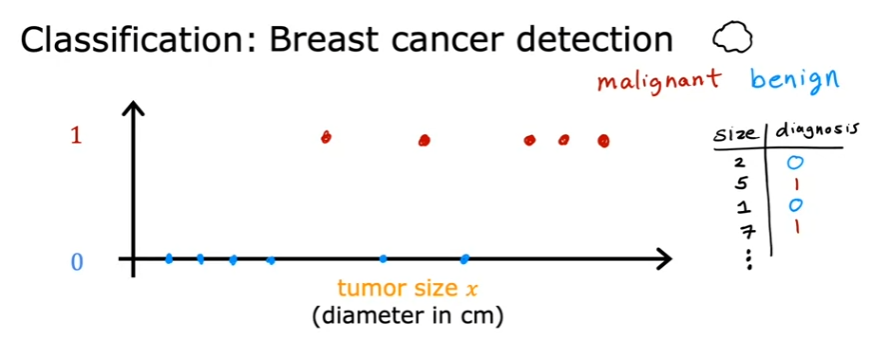 Classification: Breast cancer detection
malignant benign
1
0
tumor size x
(diameter in cm)
size diagnosis
2 0
5 1
1 0
7 1
⋮